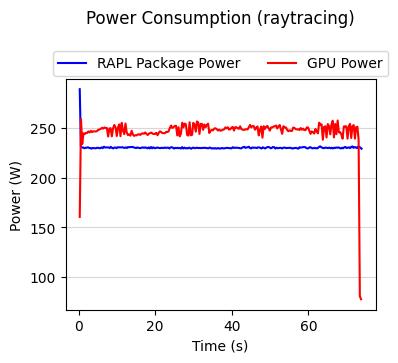 Power Consumption (raytracing)
RAPL Package Power
GPU Power
Power (W)
250
200
150
100
0
20
40
60
Time (s)